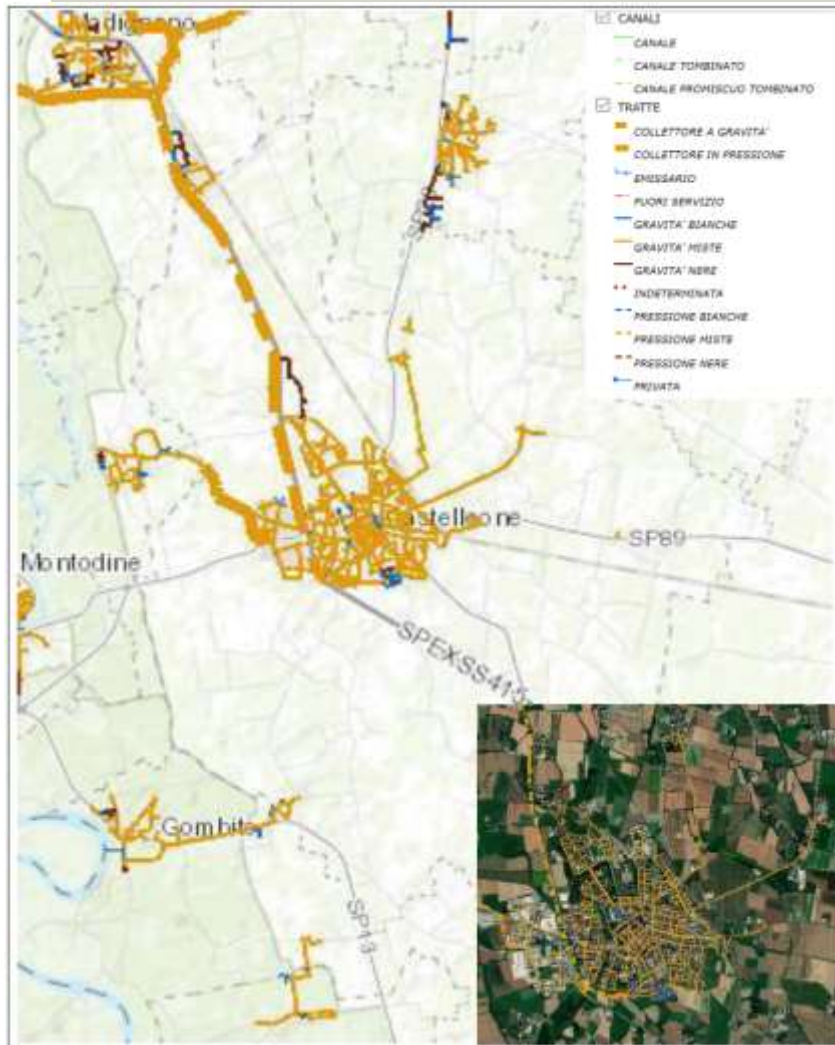 Madignano
CANALI
CANALE
CANALE TOMBINATO
CANALE PROMISCUO TOMBINATO
TRATTE
COLLETTORE A GRAVITA'
COLLETTORE IN PRESSIONE
EMISSARIO
FUORI SERVIZIO
GRAVITA' BIANCHE
GRAVITA' MISTE
GRAVITA' NERE
INDETERMINATA
PRESSIONE BIANCHE
PRESSIONE MISTE
PRESSIONE NERE
PRIVATA
Castelleone
SP89
Montodine
SPEXSS415
Gombito
SP13